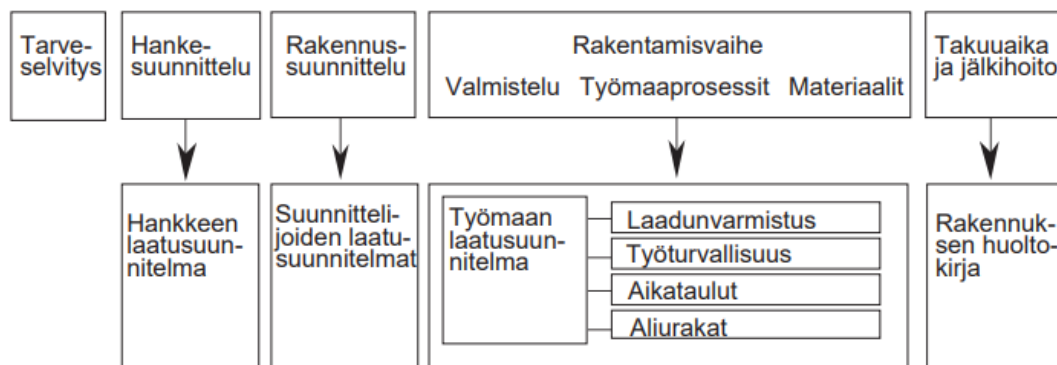 Tarve-
selvitys
Hanke-
suunnittelu
Rakennus-
suunnittelu
Rakentamisvaihe
Valmistelu Työmaaprosessit Materiaalit
Takuuaika
ja jälkihoito
Hankkeen
laatusuun-
nitelma
Suunnitteli-
joiden laatu-
suunnitelmat
Työmaan
laatusuun-
nitelma
Laadunvarmistus
Työturvallisuus
Aikataulut
Aliurakat
Rakennuk-
sen huolto-
kirja